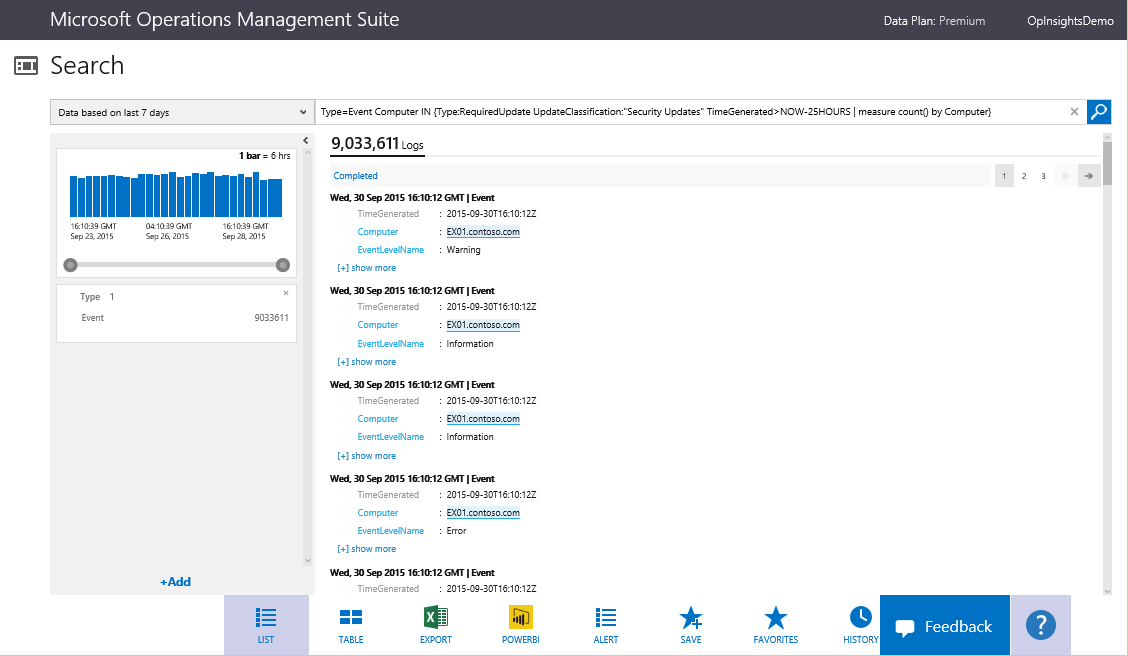 Microsoft Operations Management Suite
Data Plan: Premium
OpInsightsDemo
Search
Data based on last 7 days
Type=Event Computer IN {Type:RequiredUpdate UpdateClassification:"Security Updates" TimeGenerated>NOW-25HOURS | measure count() by Computer}
1 bar = 6 hrs
16:10:39 GMT 04:10:39 GMT 16:10:39 GMT
Sep 23, 2015 Sep 26, 2015 Sep 28, 2015
Type 1
Event 9033611
+Add
9,033,611 Logs
Completed
1 2 3
Wed, 30 Sep 2015 16:10:12 GMT | Event
TimeGenerated : 2015-09-30T16:10:12Z
Computer : EX01.contoso.com
EventLevelName : Warning
[+] show more
Wed, 30 Sep 2015 16:10:12 GMT | Event
TimeGenerated : 2015-09-30T16:10:12Z
Computer : EX01.contoso.com
EventLevelName : Information
[+] show more
Wed, 30 Sep 2015 16:10:12 GMT | Event
TimeGenerated : 2015-09-30T16:10:12Z
Computer : EX01.contoso.com
EventLevelName : Information
[+] show more
Wed, 30 Sep 2015 16:10:12 GMT | Event
TimeGenerated : 2015-09-30T16:10:12Z
Computer : EX01.contoso.com
EventLevelName : Error
[+] show more
Wed, 30 Sep 2015 16:10:12 GMT | Event
TimeGenerated : 2015-09-30T16:10:12Z
LIST
TABLE
EXPORT
POWERBI
ALERT
SAVE
FAVORITES
HISTORY
Feedback
?